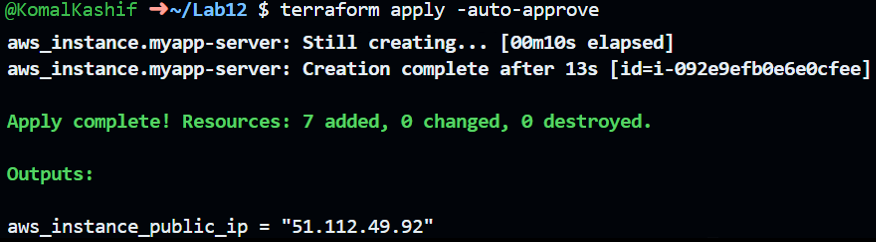 @KomalKashif ➜~/Lab12 $ terraform apply -auto-approve
aws_instance.myapp-server: Still creating... [00m10s elapsed]
aws_instance.myapp-server: Creation complete after 13s [id=i-092e9efb0e6e0cfee]
Apply complete! Resources: 7 added, 0 changed, 0 destroyed.
Outputs:
aws_instance_public_ip = "51.112.49.92"